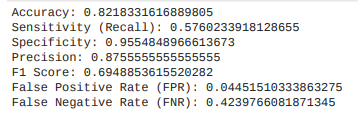 Accuracy: 0.8218331616889805
Sensitivity (Recall): 0.5760233918128655
Specificity: 0.9554848966613673
Precision: 0.8755555555555555
F1 Score: 0.6948853615520282
False Positive Rate (FPR): 0.04451510333863275
False Negative Rate (FNR): 0.4239766081871345